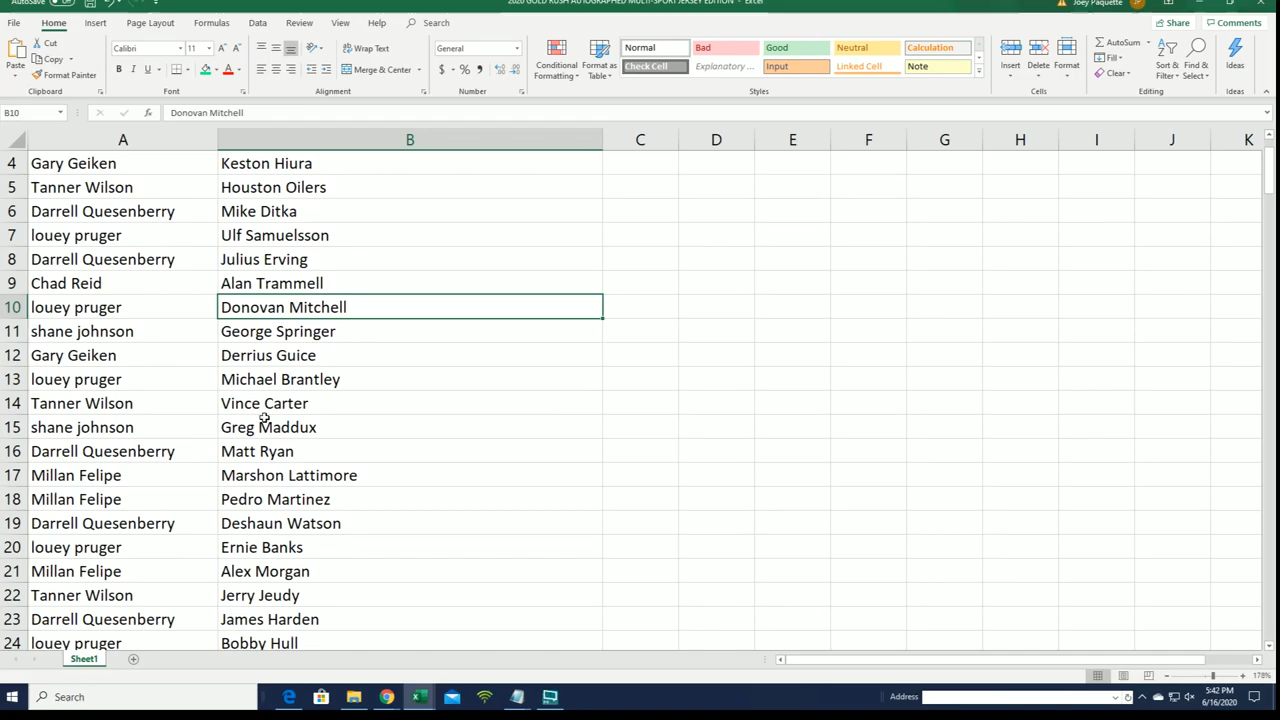 AutoSave
2020 GOLD RUSH AUTOGRAPHED MULTI-SPORT JERSEY EDITION - Excel
Joey Paquette
JP
File Home Insert Page Layout Formulas Data Review View Help Search
Share Comments
Paste Cut Copy Format Painter
Calibri 11 Wrap Text Merge & Center General
Conditional Formatting Format as Table
Normal Bad Good Neutral Calculation
Check Cell Explanatory ... Input Linked Cell Note
Insert Delete Format
AutoSum Fill Clear Sort & Filter Find & Select Ideas
Clipboard Font Alignment Number Styles Cells Editing Ideas
B10 fx Donovan Mitchell
A B C D E F G H I J K
4 Gary Geiken Keston Hiura
5 Tanner Wilson Houston Oilers
6 Darrell Quesenberry Mike Ditka
7 louey pruger Ulf Samuelsson
8 Darrell Quesenberry Julius Erving
9 Chad Reid Alan Trammell
10 louey pruger Donovan Mitchell
11 shane johnson George Springer
12 Gary Geiken Derrius Guice
13 louey pruger Michael Brantley
14 Tanner Wilson Vince Carter
15 shane johnson Greg Maddux
16 Darrell Quesenberry Matt Ryan
17 Millan Felipe Marshon Lattimore
18 Millan Felipe Pedro Martinez
19 Darrell Quesenberry Deshaun Watson
20 louey pruger Ernie Banks
21 Millan Felipe Alex Morgan
22 Tanner Wilson Jerry Jeudy
23 Darrell Quesenberry James Harden
24 louey pruger Bobby Hull
Sheet1
178%
Search
Address
5:42 PM
6/16/2020